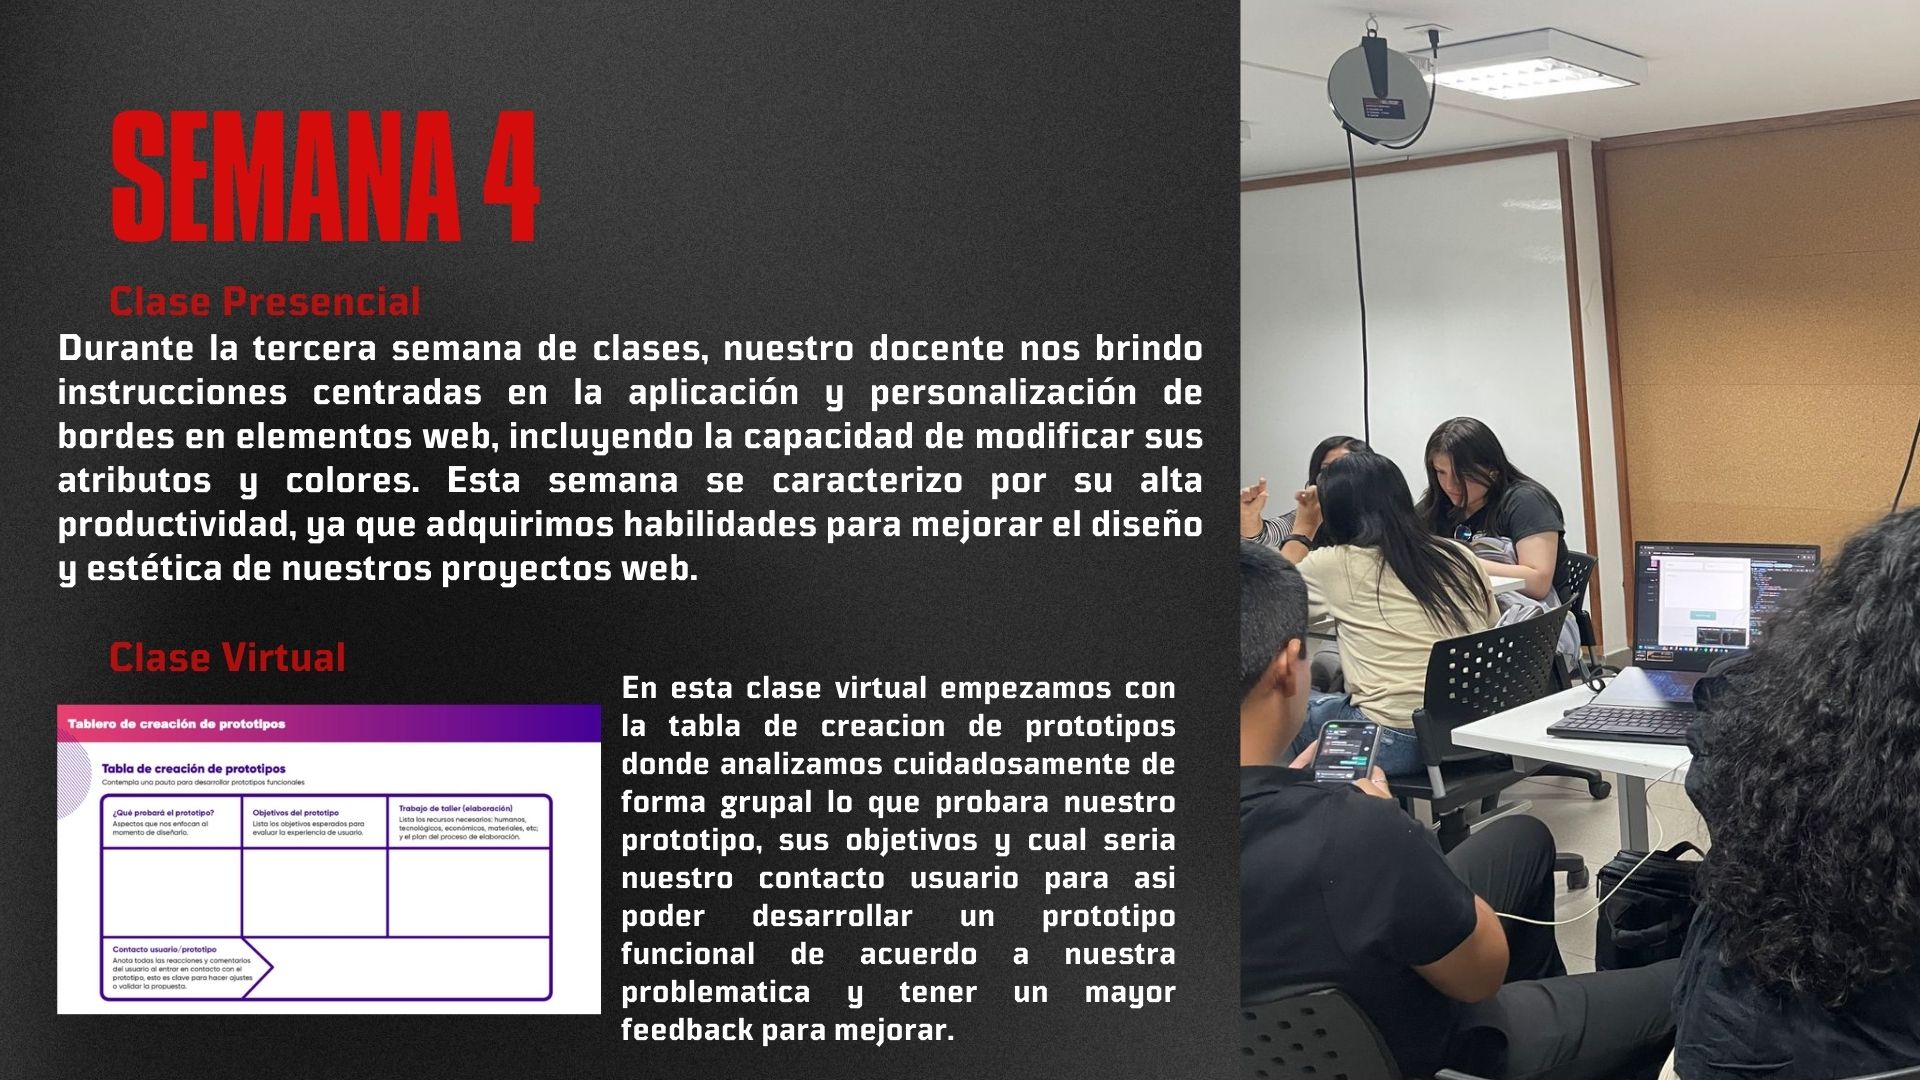 SEMANA 4
Clase Presencial
Durante la tercera semana de clases, nuestro docente nos brindo
instrucciones centradas en la aplicación y personalización de
bordes en elementos web, incluyendo la capacidad de modificar sus
atributos y colores. Esta semana se caracterizo por su alta
productividad, ya que adquirimos habilidades para mejorar el diseño
y estética de nuestros proyectos web.
Clase Virtual
Tablero de creación de prototipos
Tabla de creación de prototipos
Contempla una pauta para desarrollar prototipos funcionales
¿Qué probará el prototipo?
Aspectos que nos enfocan al
momento de diseñarlo.
Objetivos del prototipo
Lista los objetivos esperados para
evaluar la experiencia de usuario.
Trabajo de taller (elaboración)
Lista los recursos necesarios: humanos,
tecnológicos, económicos, materiales, etc;
y el plan del proceso de elaboración.
Contacto usuario/prototipo
Anota todas las reacciones y comentarios
del usuario al entrar en contacto con el
prototipo, esto es clave para hacer ajustes
o validar la propuesta.
En esta clase virtual empezamos con
la tabla de creacion de prototipos
donde analizamos cuidadosamente de
forma grupal lo que probara nuestro
prototipo, sus objetivos y cual seria
nuestro contacto usuario para asi
poder desarrollar un prototipo
funcional de acuerdo a nuestra
problematica y tener un mayor
feedback para mejorar.